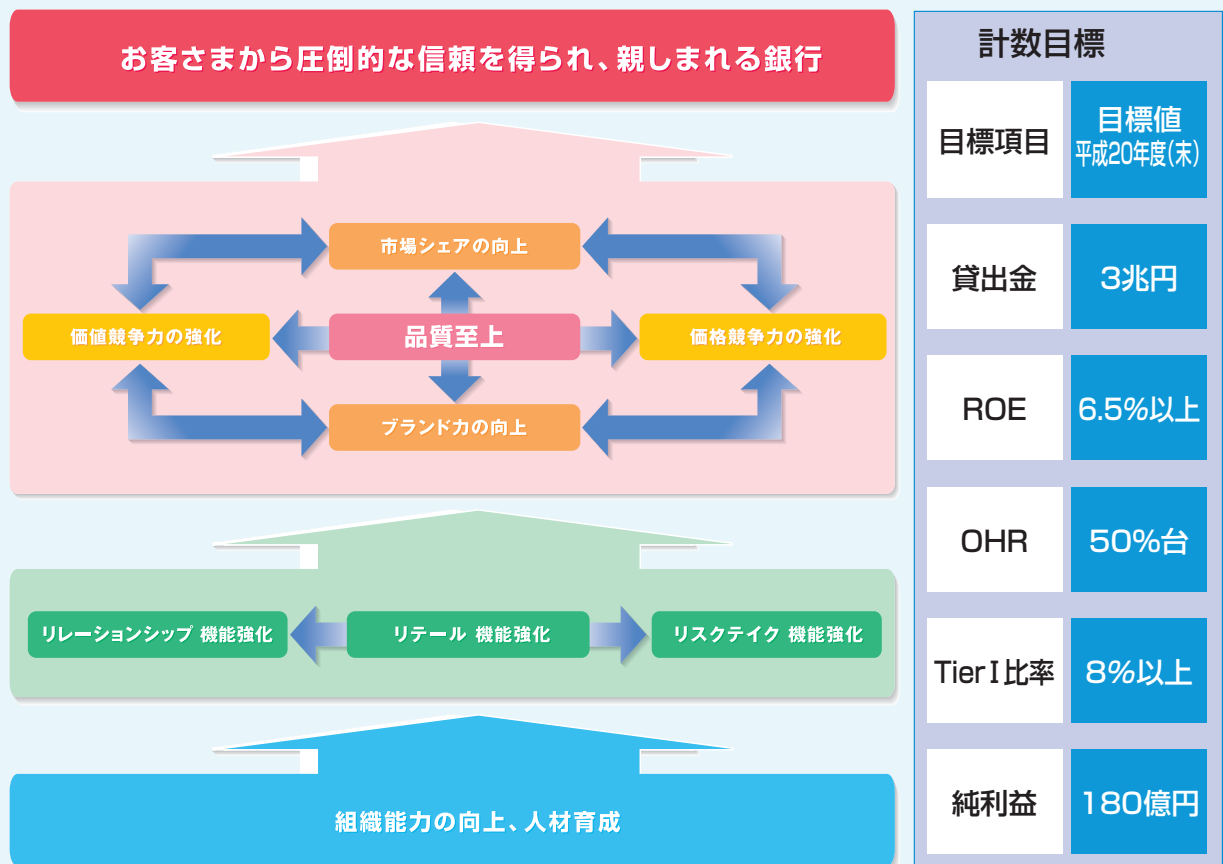 お客さまから圧倒的な信頼を得られ、親しまれる銀行
市場シェアの向上
価値競争力の強化
品質至上
価格競争力の強化
ブランド力の向上
リレーションシップ 機能強化
リテール 機能強化
リスクテイク 機能強化
組織能力の向上、人材育成
計数目標
目標項目
目標値
平成20年度(末)
貸出金
3兆円
ROE
6.5%以上
OHR
50%台
TierⅠ比率
8%以上
純利益
180億円